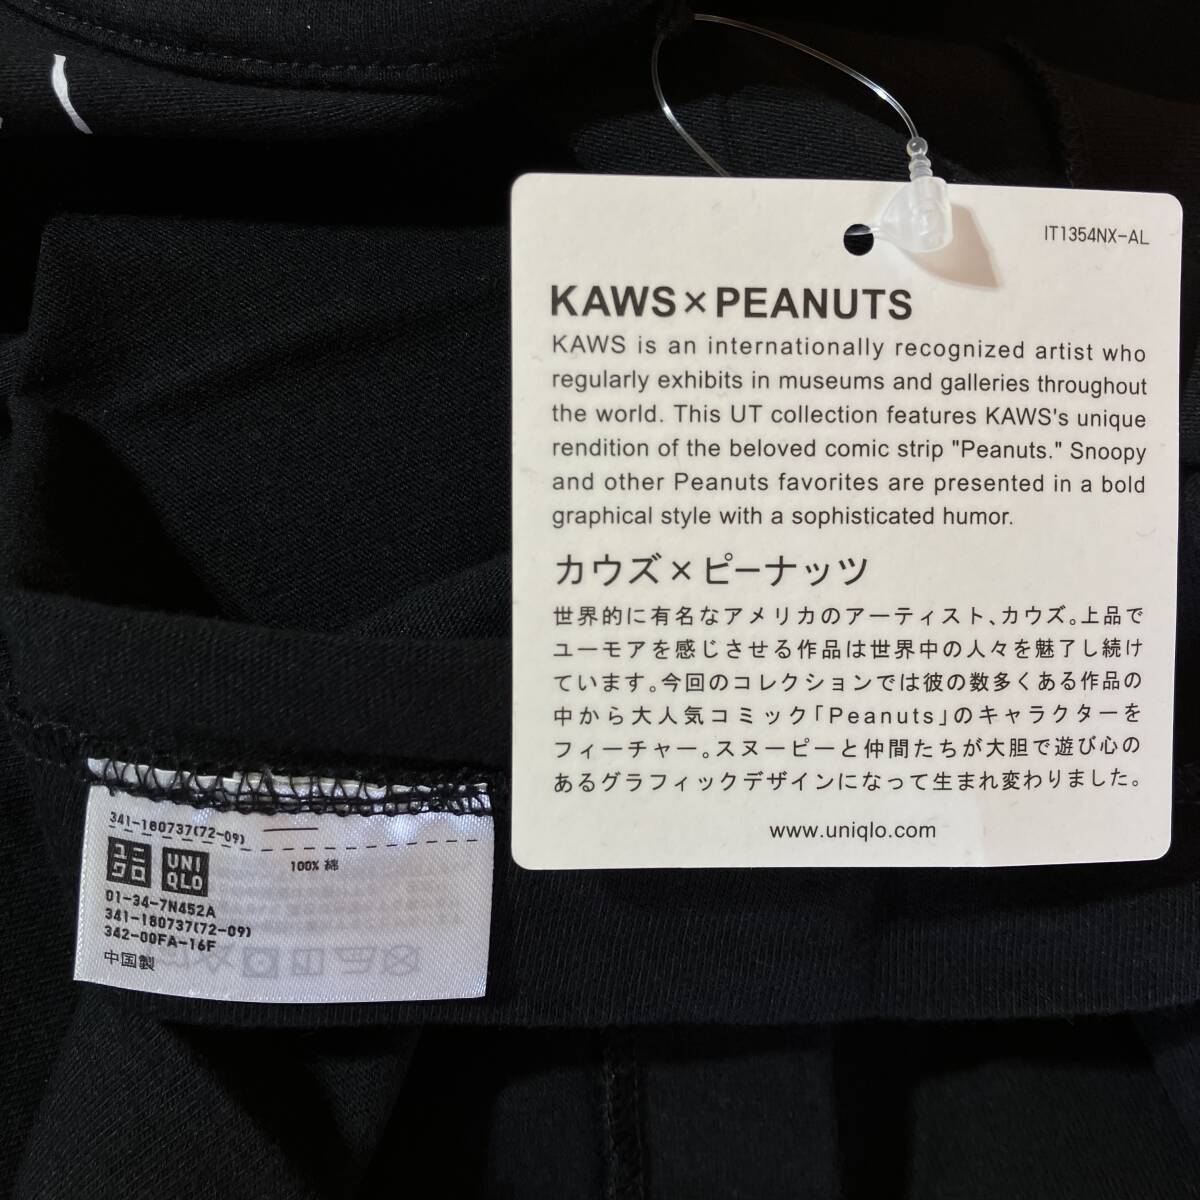 IT1354NX-AL
KAWS×PEANUTS
KAWS is an internationally recognized artist who
regularly exhibits in museums and galleries throughout
the world. This UT collection features KAWS's unique
rendition of the beloved comic strip "Peanuts." Snoopy
and other Peanuts favorites are presented in a bold
graphical style with a sophisticated humor.
カウズ×ピーナッツ
世界的に有名なアメリカのアーティスト、カウズ。上品で
ユーモアを感じさせる作品は世界中の人々を魅了し続け
ています。今回のコレクションでは彼の数多くある作品の
中から大人気コミック「Peanuts」のキャラクターを
フィーチャー。スヌーピーと仲間たちが大胆で遊び心の
あるグラフィックデザインになって生まれ変わりました。
www.uniqlo.com
341-180737(72-09)
100% 綿
ユニ
クロ
UNI
QLO
01-34-7N452A
341-180737(72-09)
342-00FA-16F
中国製